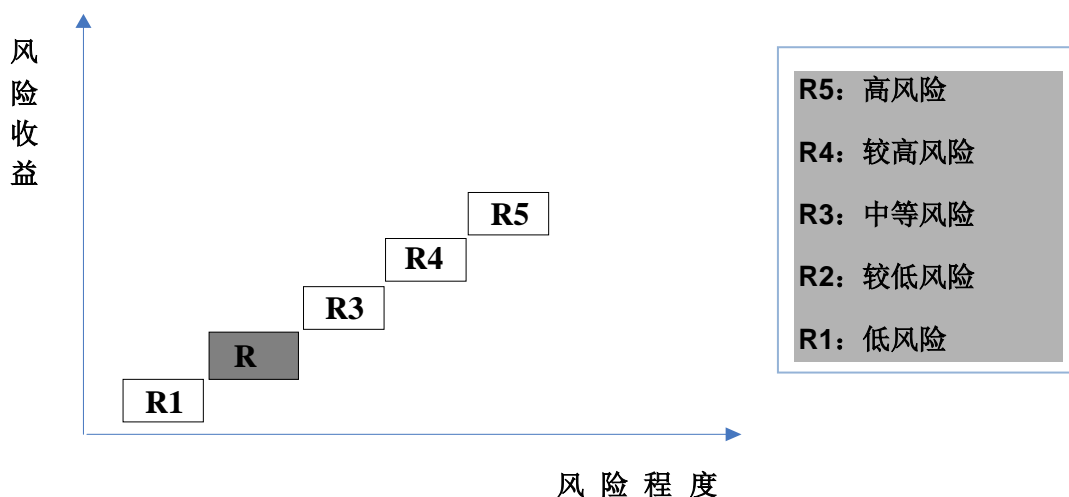 风
险
收
益
R5：高风险
R4：较高风险
R3：中等风险
R2：较低风险
R1：低风险
R5
R4
R3
R
R1
风 险 程 度